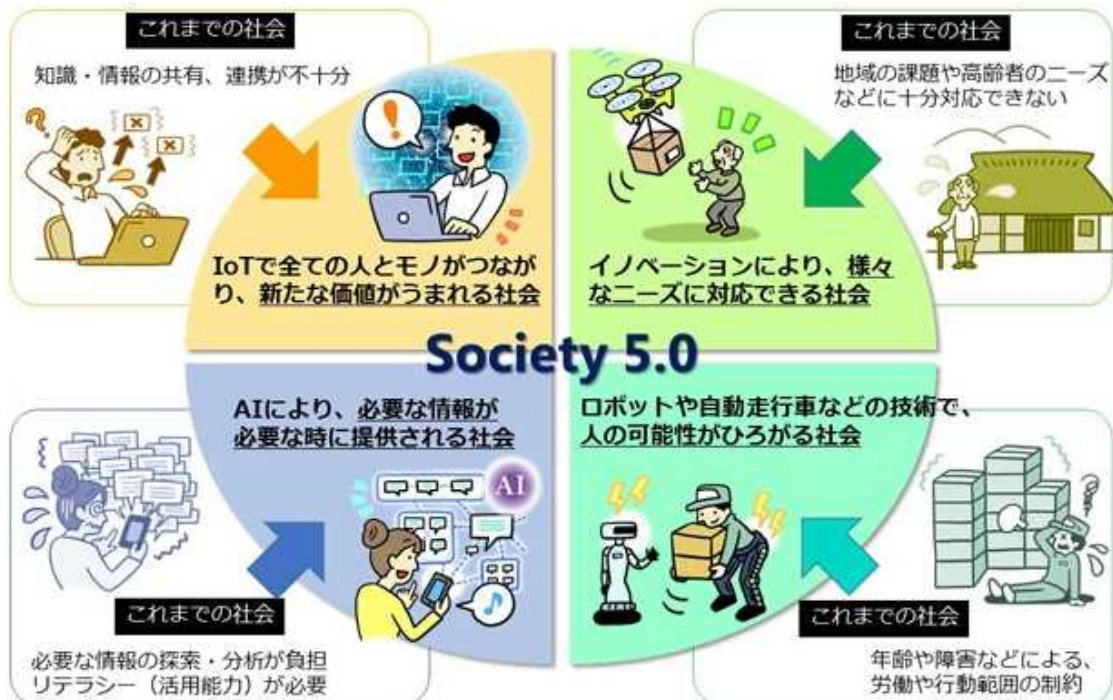 これまでの社会
知識・情報の共有、連携が不十分
IoTで全ての人とモノがつなが
り、新たな価値がうまれる社会
これまでの社会
地域の課題や高齢者のニーズ
などに十分対応できない
イノベーションにより、様々
なニーズに対応できる社会
Society 5.0
AIにより、必要な情報が
必要な時に提供される社会
AI
これまでの社会
必要な情報の探索・分析が負担
リテラシー（活用能力）が必要
ロボットや自動走行車などの技術で、
人の可能性がひろがる社会
これまでの社会
年齢や障害などによる、
労働や行動範囲の制約